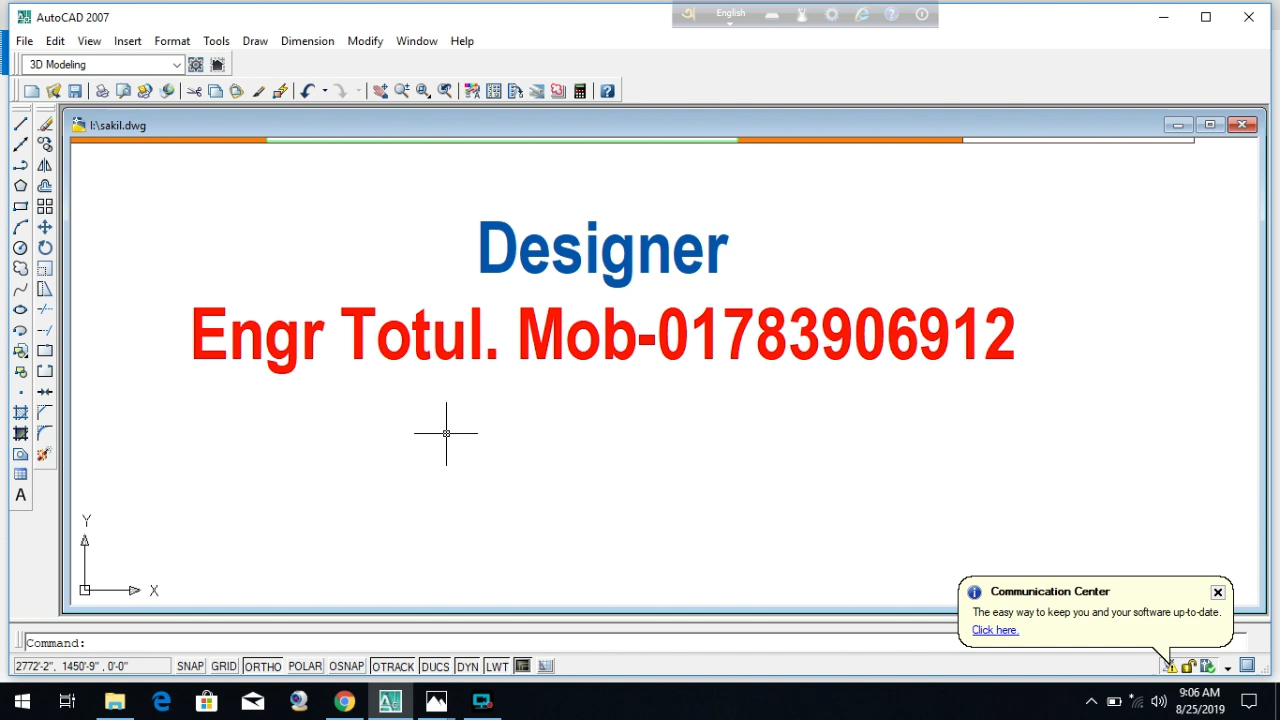 AutoCAD 2007
English
File Edit View Insert Format Tools Draw Dimension Modify Window Help
3D Modeling
I:\sakil.dwg
Designer
Engr Totul. Mob-01783906912
Y
X
A
Communication Center
The easy way to keep you and your software up-to-date.
Click here.
Command:
2772'-2", 1450'-9" , 0'-0" SNAP GRID ORTHO POLAR OSNAP OTRACK DUCS DYN LWT
9:06 AM
8/25/2019